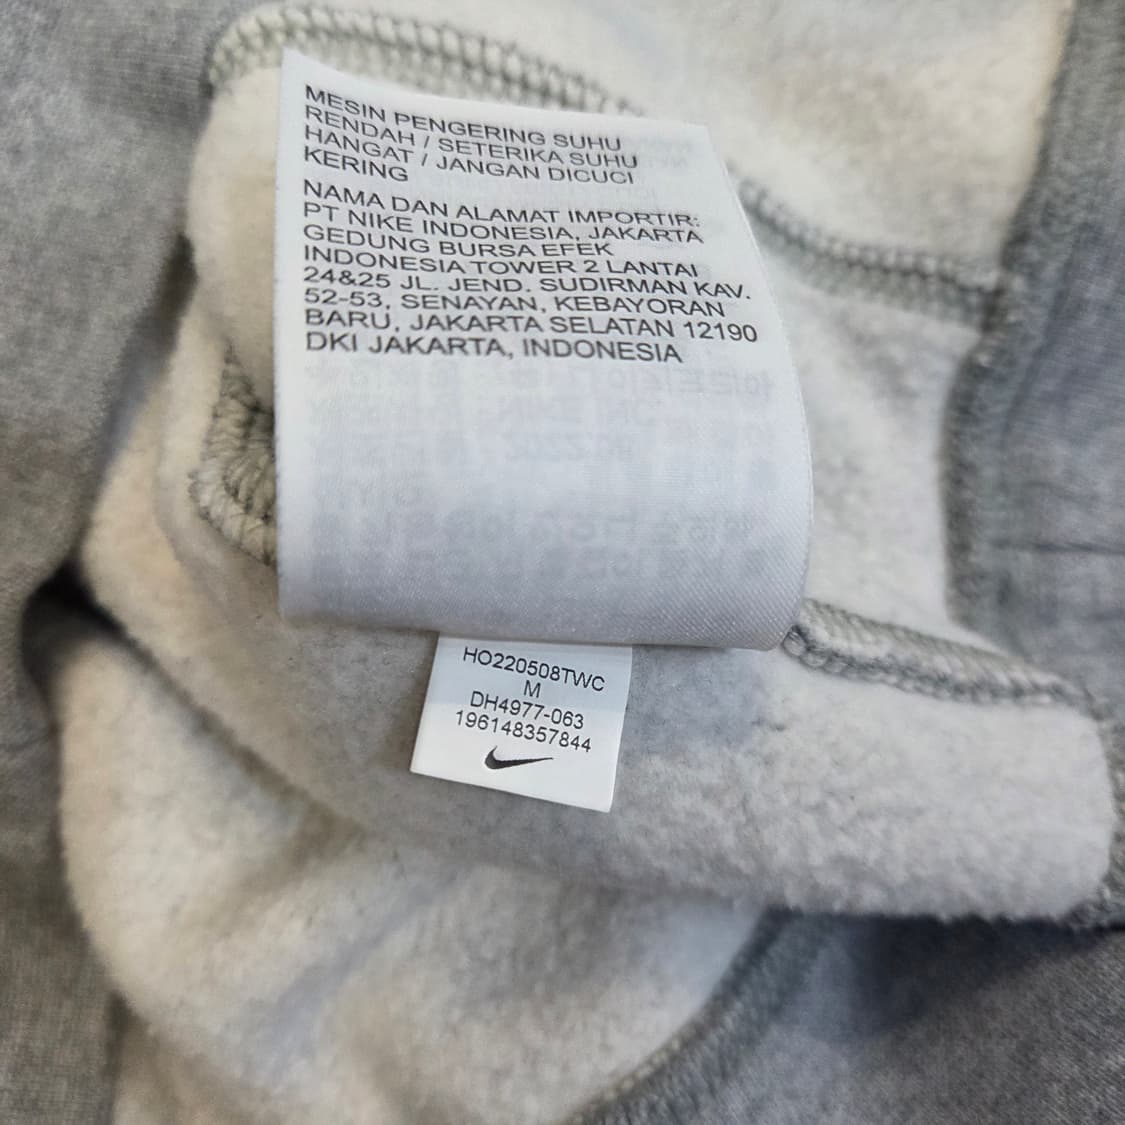 MESIN PENGERING SUHU
RENDAH / SETERIKA SUHU
HANGAT / JANGAN DICUCI
KERING
NAMA DAN ALAMAT IMPORTIR:
PT NIKE INDONESIA, JAKARTA
GEDUNG BURSA EFEK
INDONESIA TOWER 2 LANTAI
24&25 JL. JEND. SUDIRMAN KAV.
52-53, SENAYAN, KEBAYORAN
BARU, JAKARTA SELATAN 12190
DKI JAKARTA, INDONESIA
HO220508TWC
M
DH4977-063
196148357844